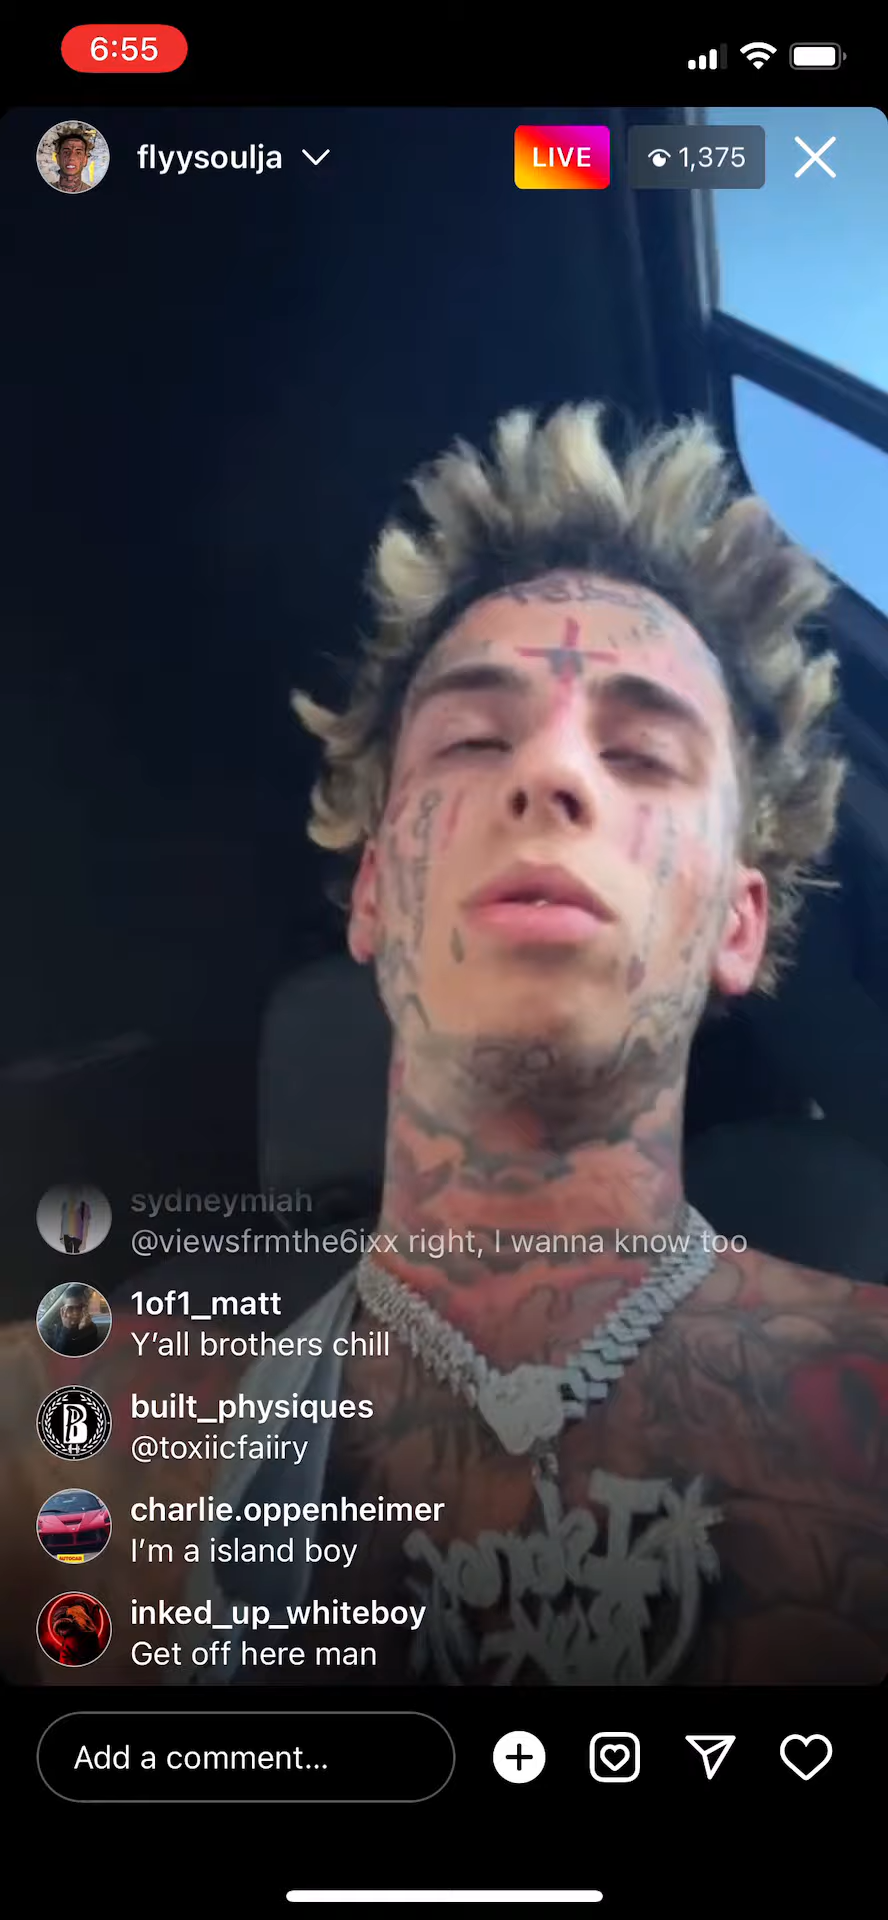 6:55
flyysoulja
LIVE
1,375
sydneymiah
@viewsfrmthe6ixx right, I wanna know too
1of1_matt
Y'all brothers chill
built_physiques
@toxiicfaiiry
charlie.oppenheimer
I'm a island boy
inked_up_whiteboy
Get off here man
Add a comment...